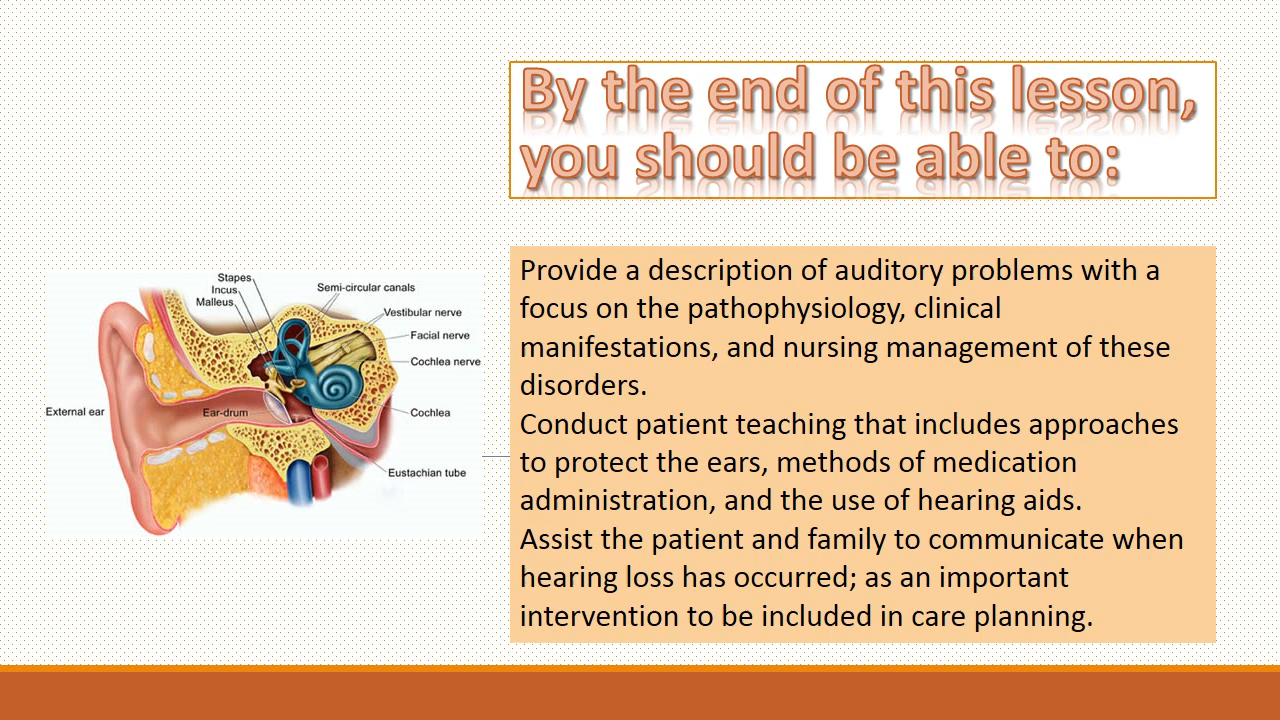 By the end of this lesson,
you should be able to:
Stapes
Incus
Malleus
Semi-circular canals
Vestibular nerve
Facial nerve
Cochlea nerve
External ear
Ear-drum
Cochlea
Eustachian tube
Provide a description of auditory problems with a
focus on the pathophysiology, clinical
manifestations, and nursing management of these
disorders.
Conduct patient teaching that includes approaches
to protect the ears, methods of medication
administration, and the use of hearing aids.
Assist the patient and family to communicate when
hearing loss has occurred; as an important
intervention to be included in care planning.